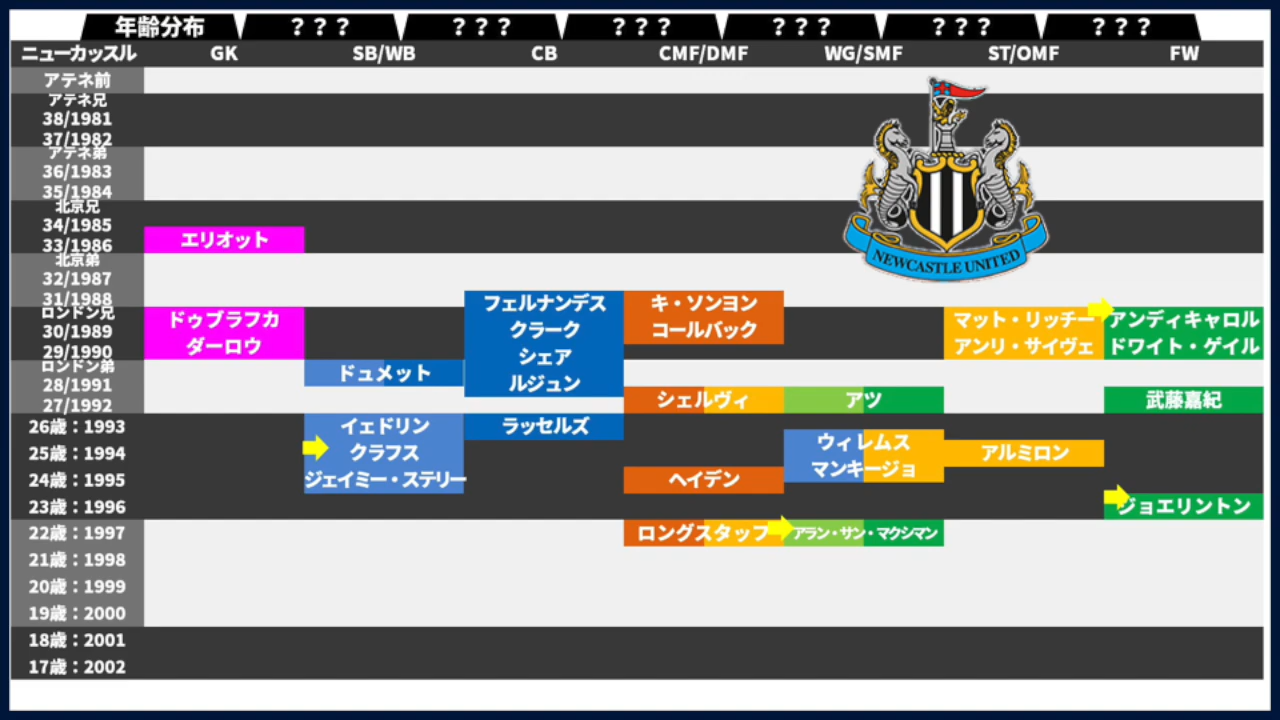 年齢分布 ？？？ ？？？ ？？？ ？？？ ？？？ ？？？
ニューカッスル GK SB/WB CB CMF/DMF WG/SMF ST/OMF FW
アテネ前
アテネ兄
38/1981
37/1982
アテネ弟
36/1983
35/1984
北京兄
34/1985
33/1986
エリオット
北京弟
32/1987
31/1988
NEWCASTLE UNITED
ロンドン兄
30/1989
29/1990
ドゥブラフカ
ダーロウ
フェルナンデス
クラーク
シェア
ルジュン
キ・ソンヨン
コールバック
マット・リッチー
アンリ・サイヴェ
アンディキャロル
ドワイト・ゲイル
ロンドン弟
28/1991
27/1992
ドュメット
シェルヴィ
アツ
武藤嘉紀
26歳：1993
イェドリン
ラッセルズ
25歳：1994
クラフス
ウィレムス
マンキージョ
アルミロン
24歳：1995
ジェイミー・ステリー
ヘイデン
23歳：1996
ジョエリントン
22歳：1997
ロングスタッフ
アラン・サン・マクシマン
21歳：1998
20歳：1999
19歳：2000
18歳：2001
17歳：2002